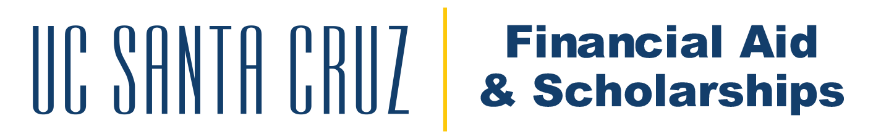 UC SANTA CRUZ
Financial Aid
& Scholarships